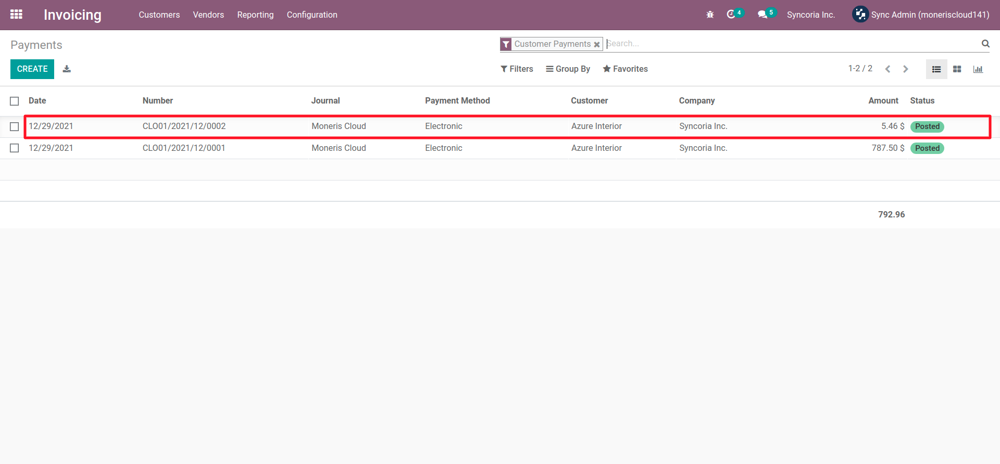 Invoicing Customers Vendors Reporting Configuration 4 5 Syncoria Inc. Sync Admin (moneriscloud141)
Payments Customer Payments Search...
CREATE Filters Group By Favorites 1-2 / 2
Date Number Journal Payment Method Customer Company Amount Status
12/29/2021 CLO01/2021/12/0002 Moneris Cloud Electronic Azure Interior Syncoria Inc. 5.46 $ Posted
12/29/2021 CLO01/2021/12/0001 Moneris Cloud Electronic Azure Interior Syncoria Inc. 787.50 $ Posted
792.96